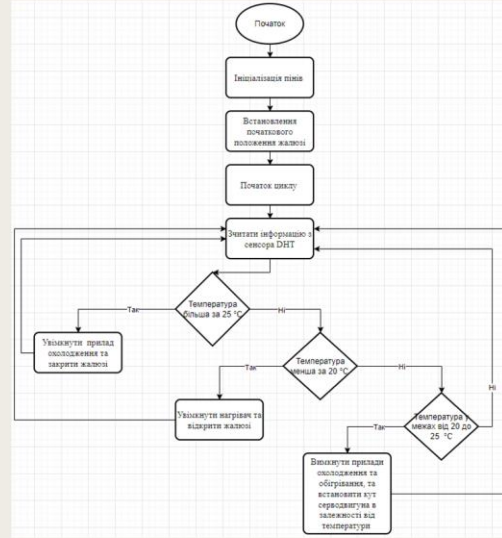 Початок
Ініціалізація пінів
Встановлення
початкового
положення жалюзі
Початок циклу
Зчитати інформацію з
сенсора DHT
Температура
більша за 25 °C
Так
Ні
Увімкнути прилад
охолодження та
закрити жалюзі
Температура
менша за 20 °C
Так
Ні
Увімкнути нагрівач та
відкрити жалюзі
Температура у
межах від 20 до
25 °C
Так
Ні
Вимкнути прилади
охолодження та
обігрівання, та
встановити кут
серводвигуна в
залежності від
температури